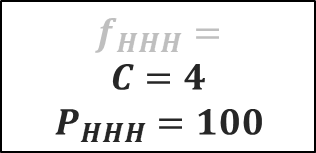 f_HHH =
C = 4
P_HHH = 100